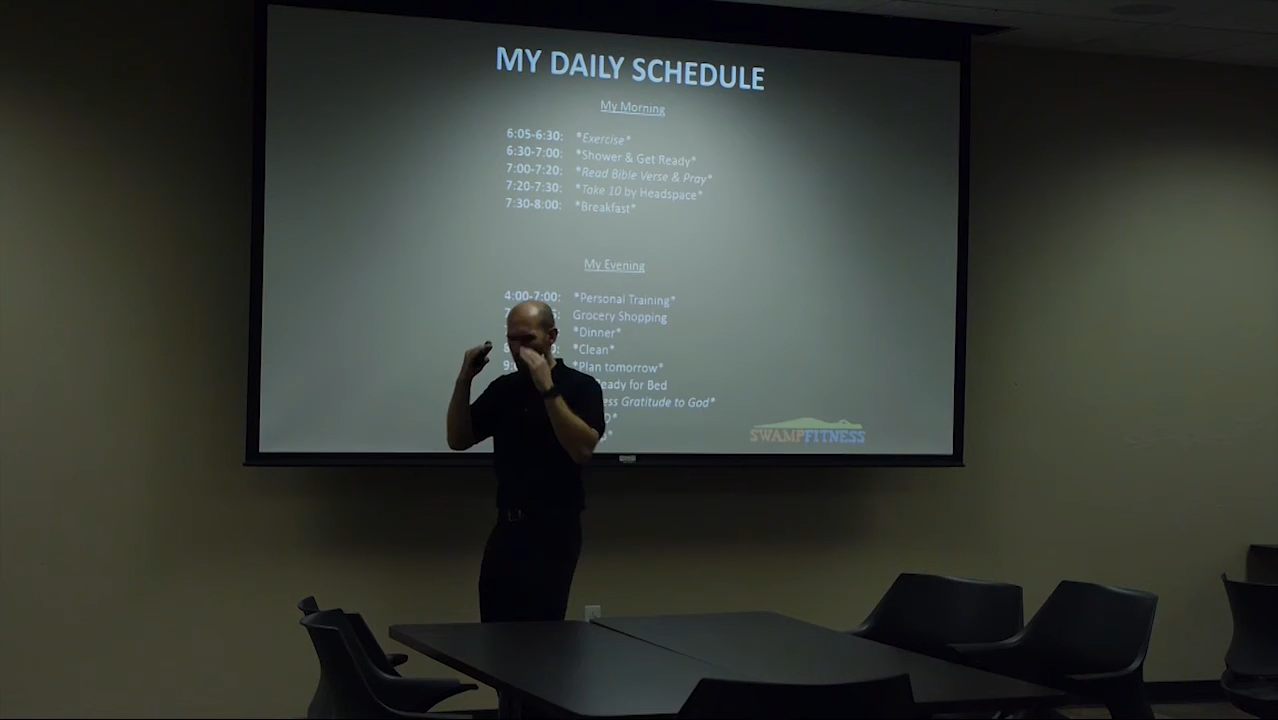 MY DAILY SCHEDULE
My Morning
6:05-6:30: *Exercise*
6:30-7:00: *Shower & Get Ready*
7:00-7:20: *Read Bible Verse & Pray*
7:20-7:30: *Take 10 by Headspace*
7:30-8:00: *Breakfast*
My Evening
4:00-7:00: *Personal Training*
Grocery Shopping
*Dinner*
*Clean*
*Plan tomorrow*
for Bed
Gratitude to God*
SWAMPFITNESS